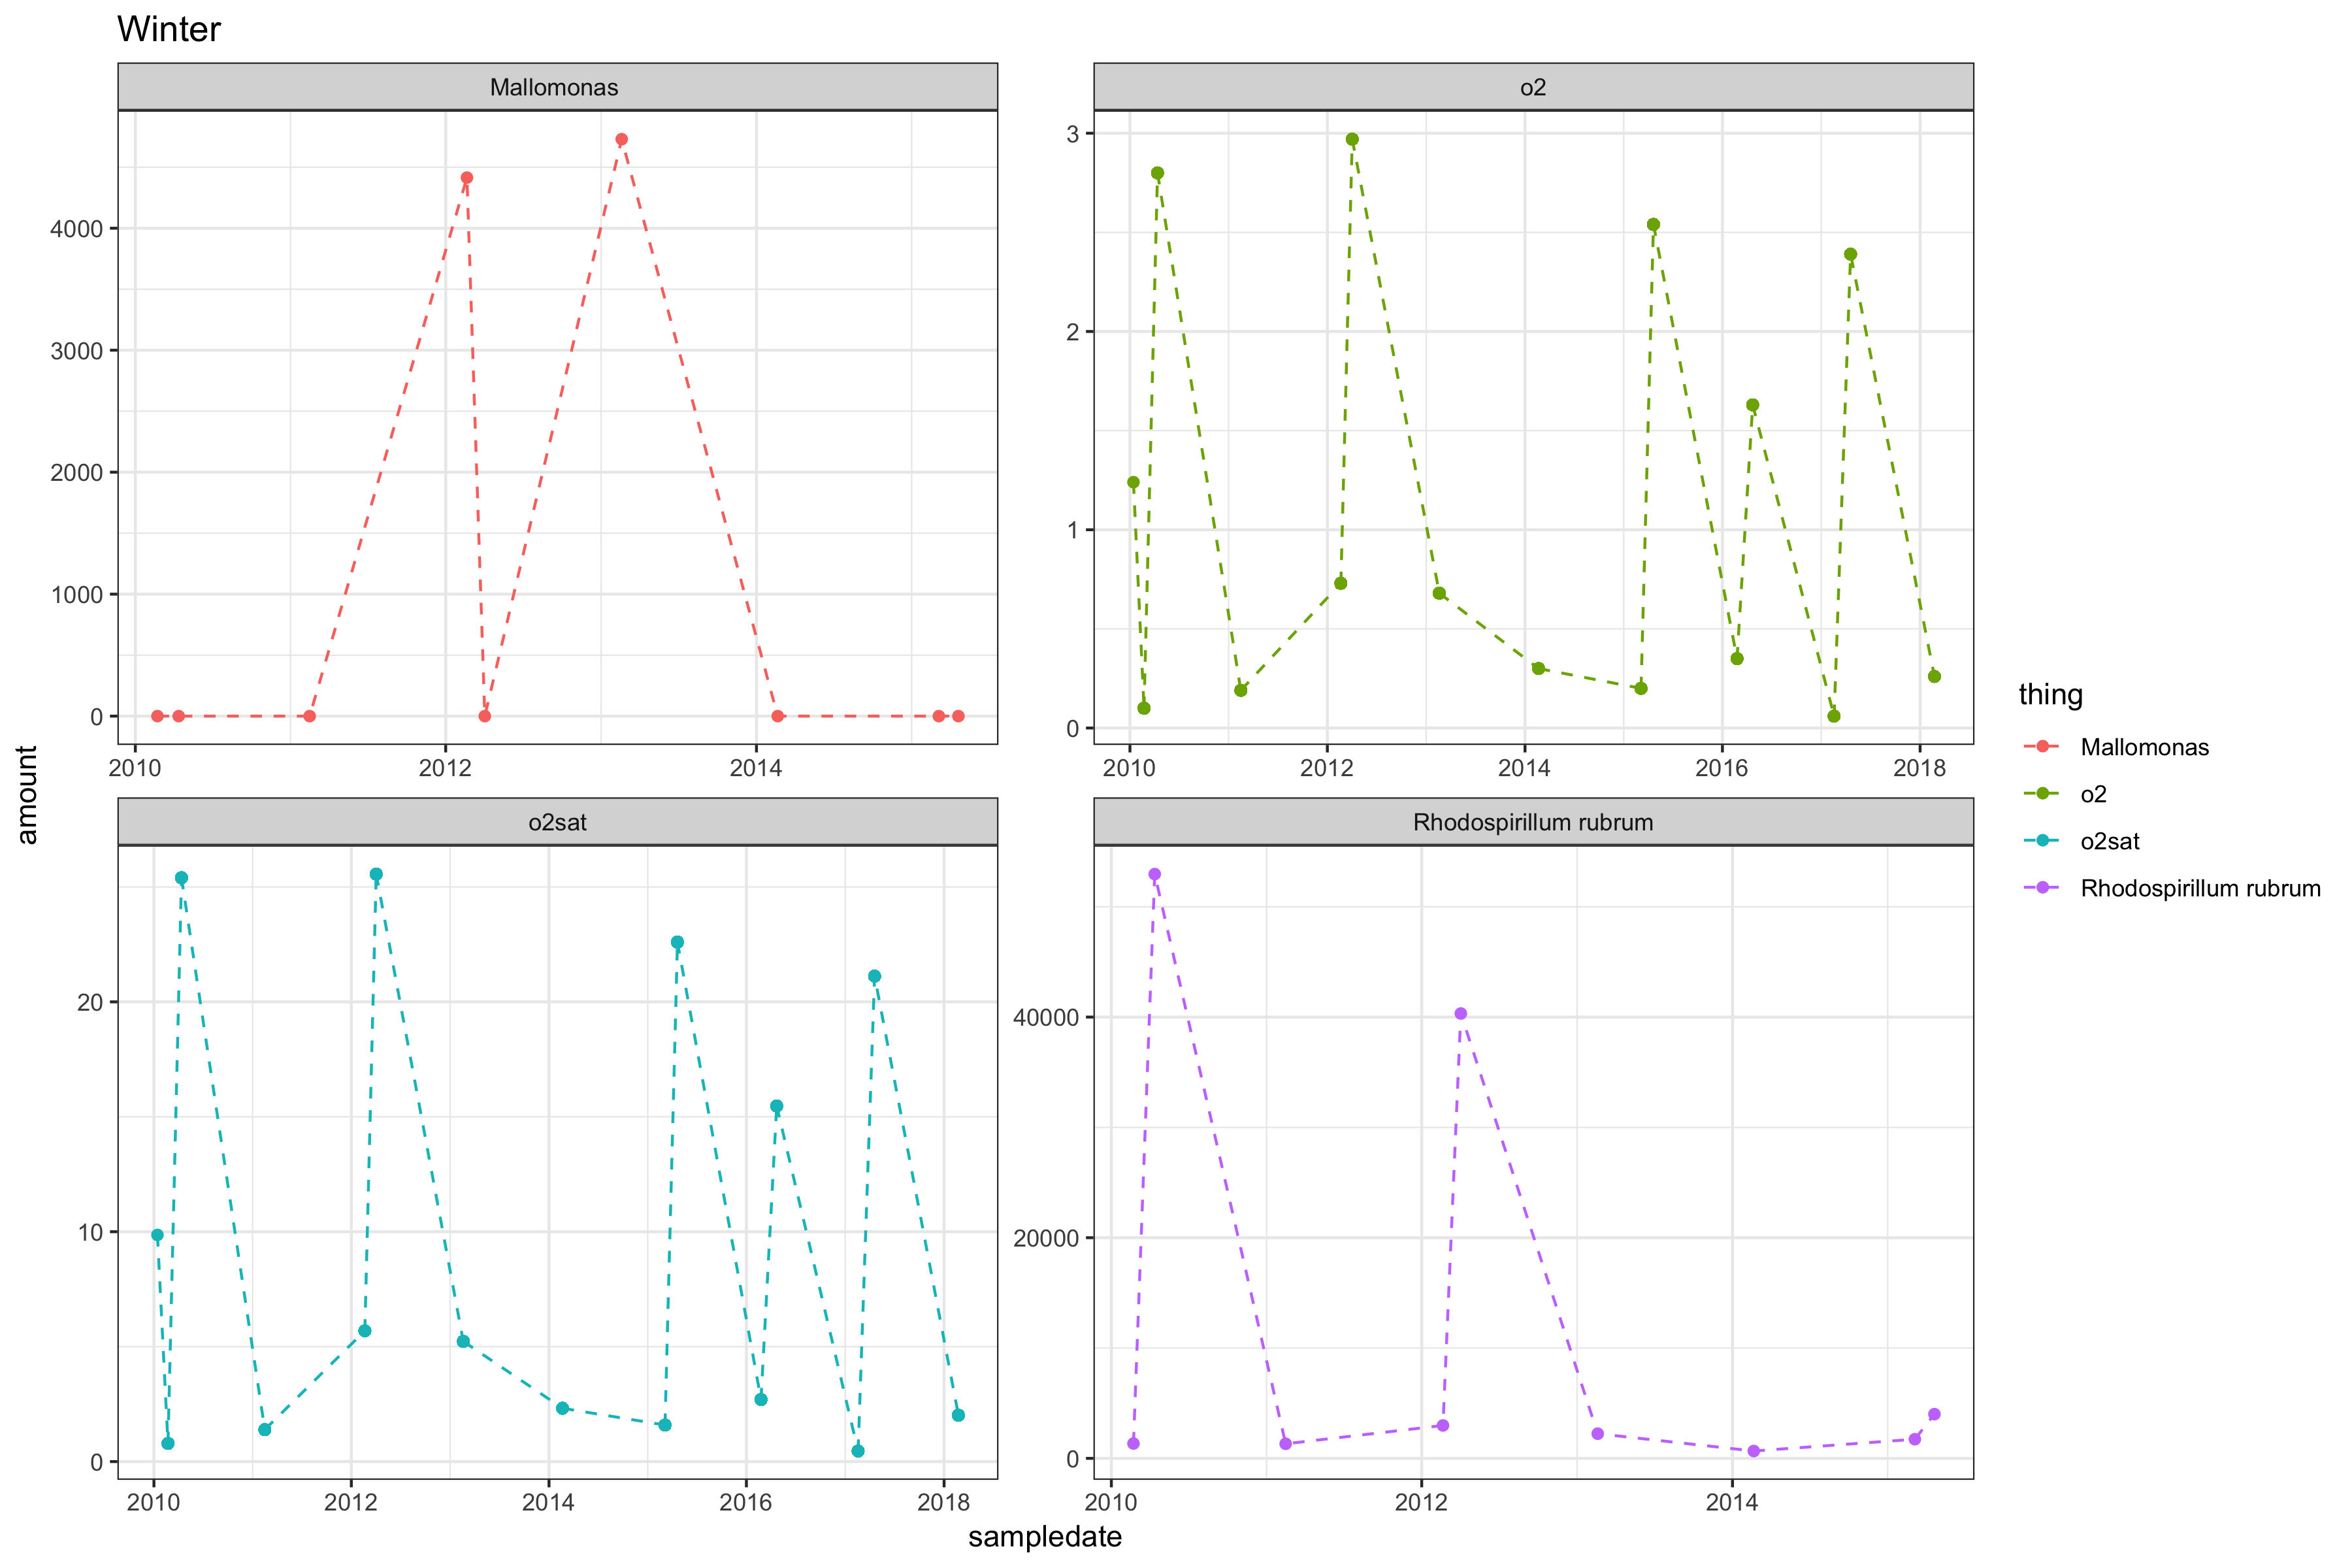 Winter
Mallomonas
4000
3000
2000
1000
0
2010 2012 2014
o2
3
2
1
0
2010 2012 2014 2016 2018
amount
o2sat
20
10
0
2010 2012 2014 2016 2018
Rhodospirillum rubrum
40000
20000
0
2010 2012 2014
sampledate
thing
Mallomonas
o2
o2sat
Rhodospirillum rubrum